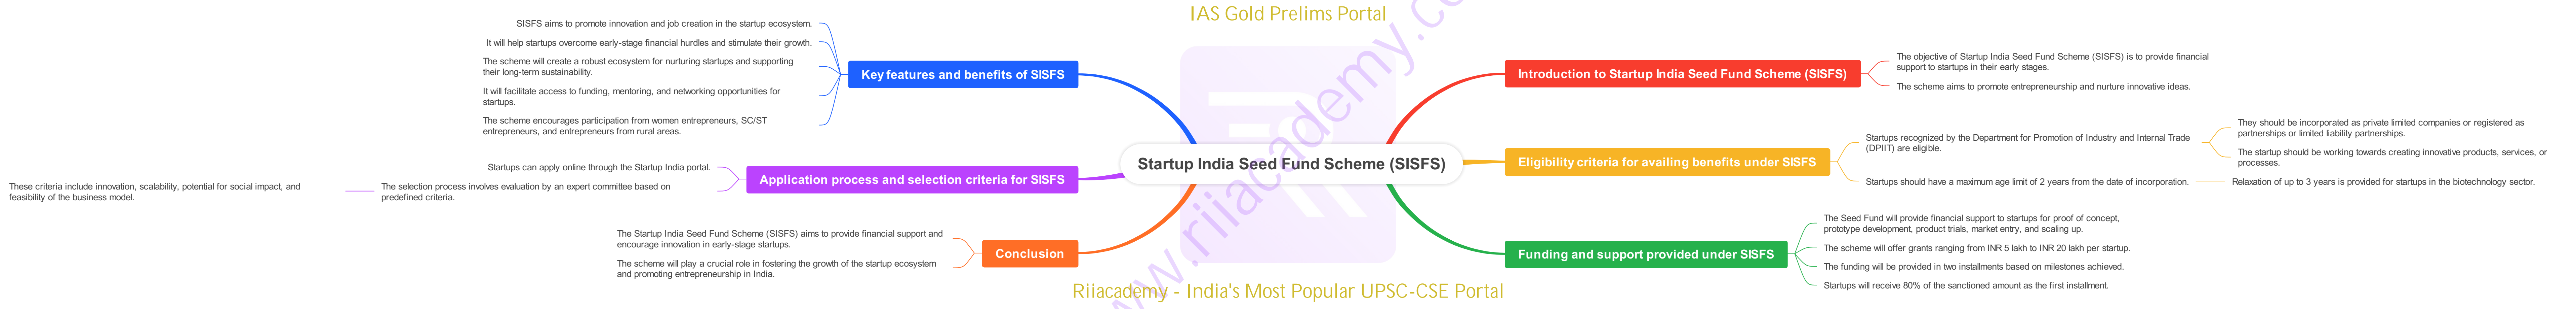 IAS Gold Prelims Portal
Startup India Seed Fund Scheme (SISFS)
Introduction to Startup India Seed Fund Scheme (SISFS)
The objective of Startup India Seed Fund Scheme (SISFS) is to provide financial
support to startups in their early stages.
The scheme aims to promote entrepreneurship and nurture innovative ideas.
Eligibility criteria for availing benefits under SISFS
Startups recognized by the Department for Promotion of Industry and Internal Trade
(DPIIT) are eligible.
They should be incorporated as private limited companies or registered as
partnerships or limited liability partnerships.
The startup should be working towards creating innovative products, services, or
processes.
Startups should have a maximum age limit of 2 years from the date of incorporation.
Relaxation of up to 3 years is provided for startups in the biotechnology sector.
Funding and support provided under SISFS
The Seed Fund will provide financial support to startups for proof of concept,
prototype development, product trials, market entry, and scaling up.
The scheme will offer grants ranging from INR 5 lakh to INR 20 lakh per startup.
The funding will be provided in two installments based on milestones achieved.
Startups will receive 80% of the sanctioned amount as the first installment.
Key features and benefits of SISFS
SISFS aims to promote innovation and job creation in the startup ecosystem.
It will help startups overcome early-stage financial hurdles and stimulate their growth.
The scheme will create a robust ecosystem for nurturing startups and supporting
their long-term sustainability.
It will facilitate access to funding, mentoring, and networking opportunities for
startups.
The scheme encourages participation from women entrepreneurs, SC/ST
entrepreneurs, and entrepreneurs from rural areas.
Application process and selection criteria for SISFS
Startups can apply online through the Startup India portal.
The selection process involves evaluation by an expert committee based on
predefined criteria.
These criteria include innovation, scalability, potential for social impact, and
feasibility of the business model.
Conclusion
The Startup India Seed Fund Scheme (SISFS) aims to provide financial support and
encourage innovation in early-stage startups.
The scheme will play a crucial role in fostering the growth of the startup ecosystem
and promoting entrepreneurship in India.
Riiacademy - India's Most Popular UPSC-CSE Portal
www.riiacademy.co